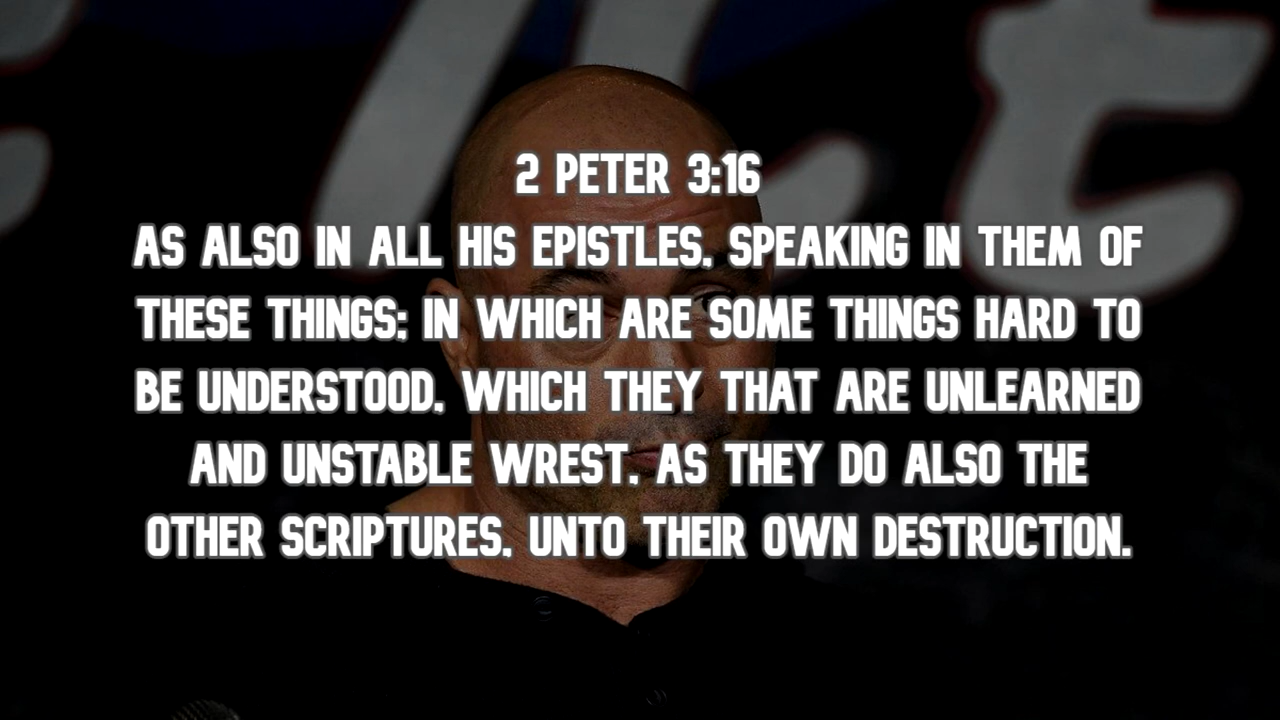 2 PETER 3:16
AS ALSO IN ALL HIS EPISTLES, SPEAKING IN THEM OF
THESE THINGS; IN WHICH ARE SOME THINGS HARD TO
BE UNDERSTOOD, WHICH THEY THAT ARE UNLEARNED
AND UNSTABLE WREST, AS THEY DO ALSO THE
OTHER SCRIPTURES, UNTO THEIR OWN DESTRUCTION.